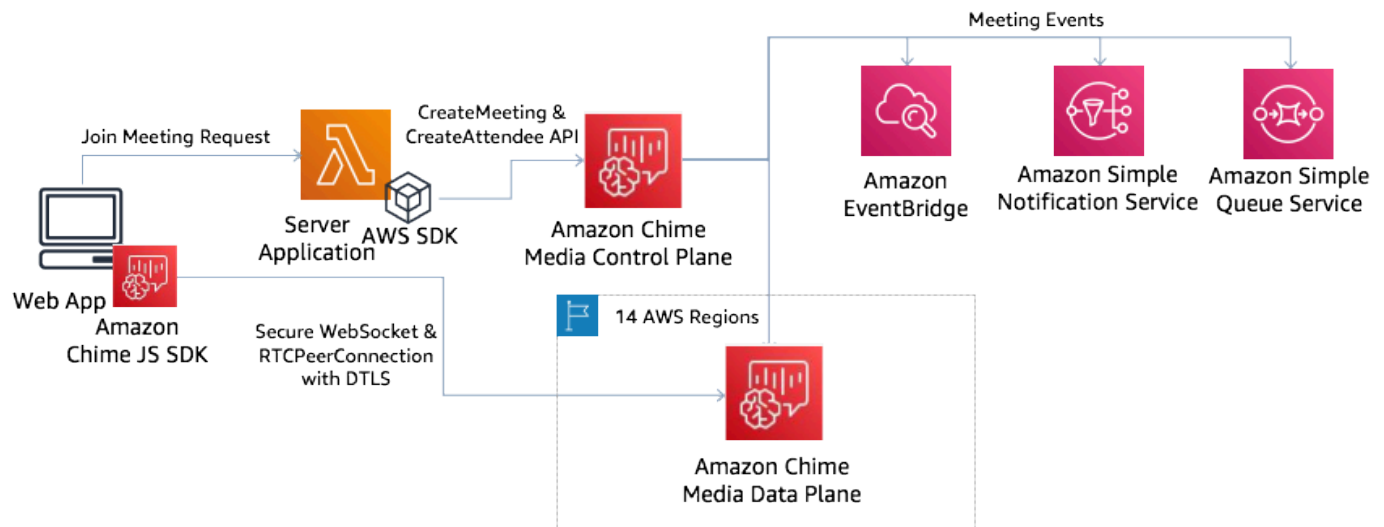 Meeting Events
Join Meeting Request
CreateMeeting &
CreateAttendee API
Server
Application
AWS SDK
Amazon Chime
Media Control Plane
Amazon
EventBridge
Amazon Simple
Notification Service
Amazon Simple
Queue Service
Web App
Amazon
Chime JS SDK
Secure WebSocket &
RTCPeerConnection
with DTLS
14 AWS Regions
Amazon Chime
Media Data Plane